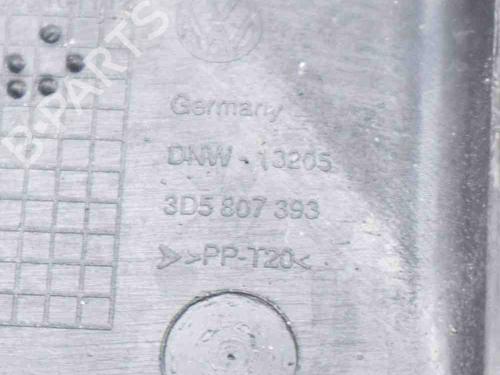 B-PARTS
Germany
DNW - 13205
3D5 807 393
>>PP-T20<